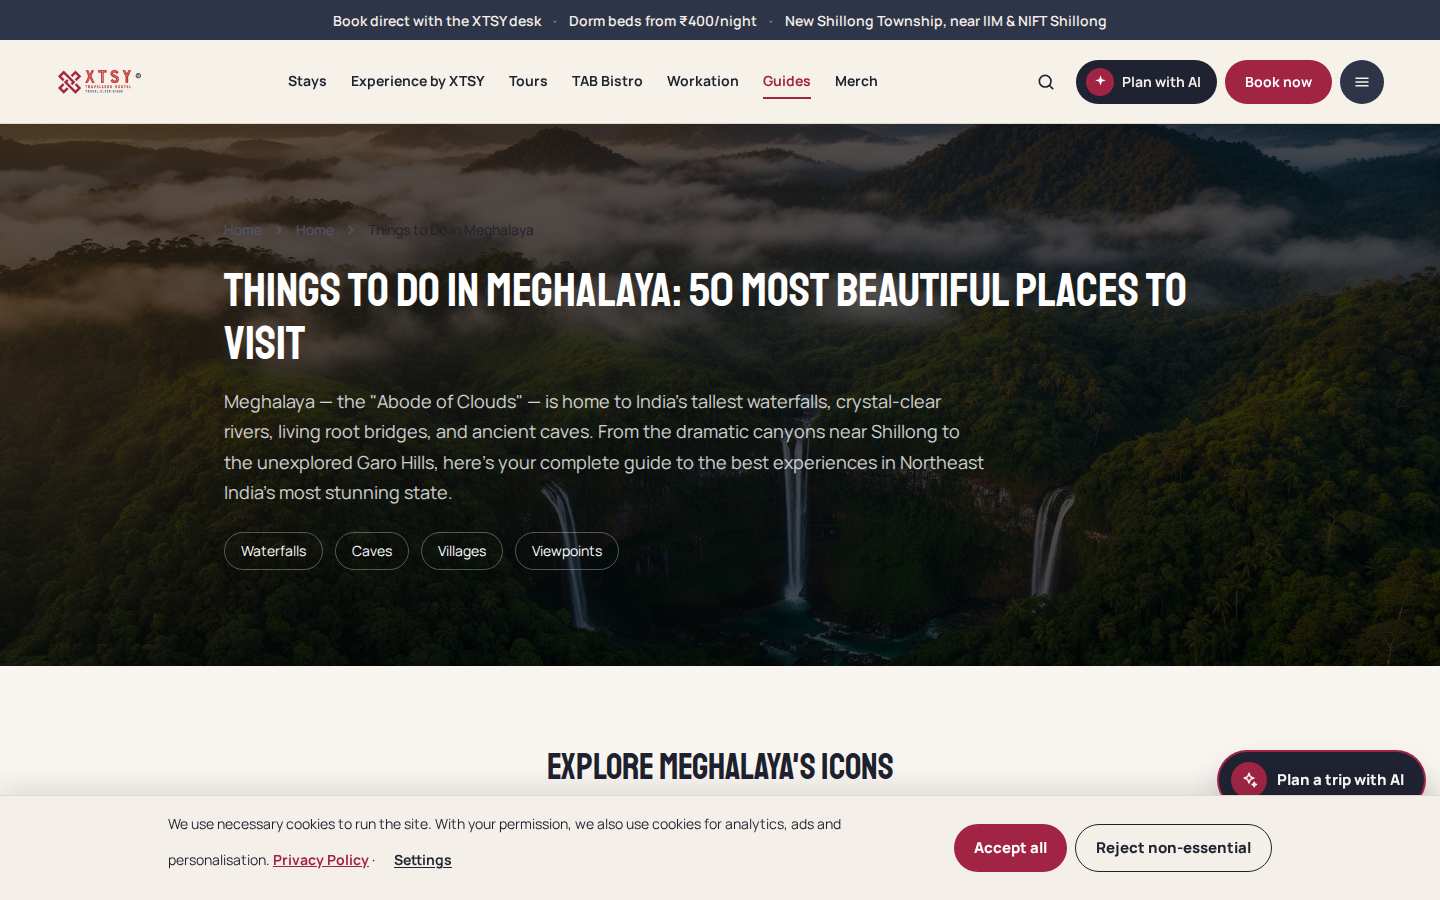 Book direct with the XTSY desk · Dorm beds from ₹400/night · New Shillong Township, near IIM & NIFT Shillong
XTSY
Stays Experience by XTSY Tours TAB Bistro Workation Guides Merch Plan with AI Book now
Home > Home > Things to Do in Meghalaya
THINGS TO DO IN MEGHALAYA: 50 MOST BEAUTIFUL PLACES TO
VISIT
Meghalaya — the "Abode of Clouds" — is home to India's tallest waterfalls, crystal-clear
rivers, living root bridges, and ancient caves. From the dramatic canyons near Shillong to
the unexplored Garo Hills, here's your complete guide to the best experiences in Northeast
India's most stunning state.
Waterfalls Caves Villages Viewpoints
EXPLORE MEGHALAYA'S ICONS
Plan a trip with AI
We use necessary cookies to run the site. With your permission, we also use cookies for analytics, ads and
personalisation. Privacy Policy · Settings
Accept all Reject non-essential